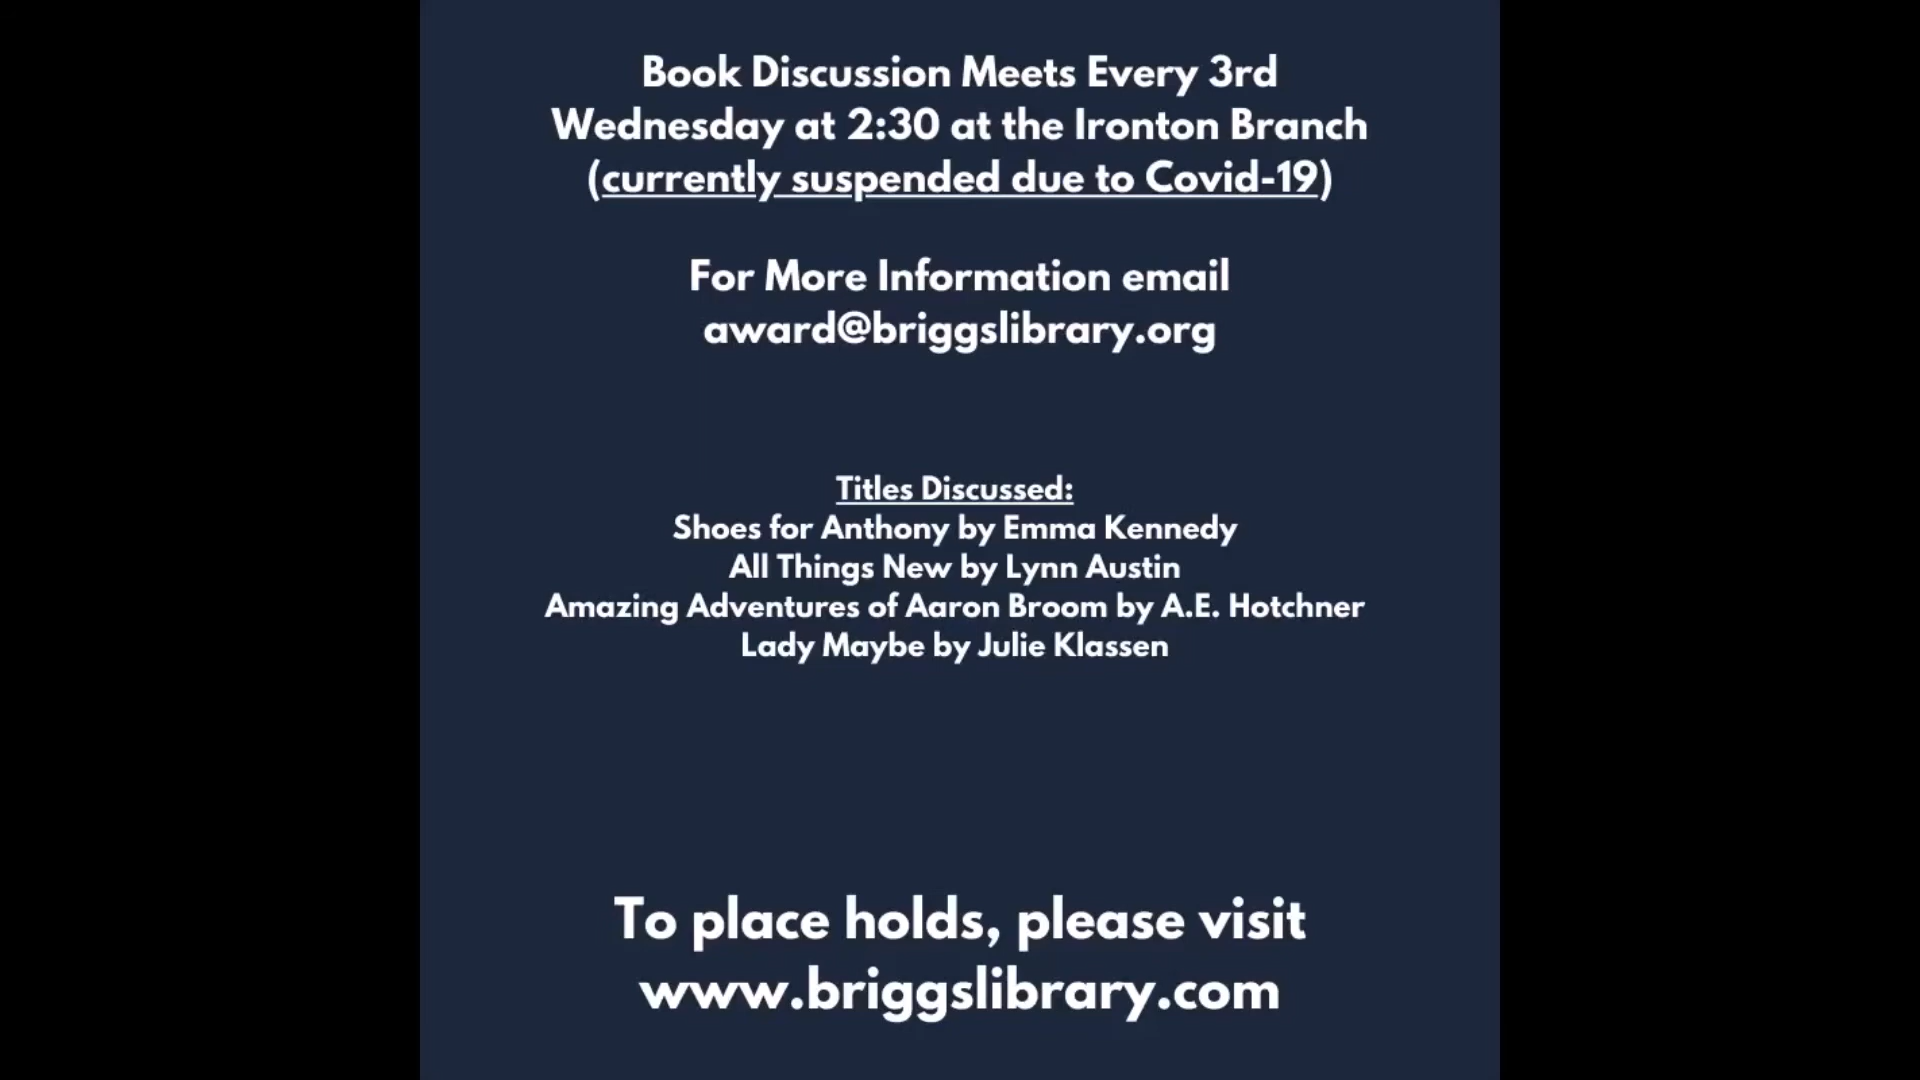 Book Discussion Meets Every 3rd
Wednesday at 2:30 at the Ironton Branch
(currently suspended due to Covid-19)
For More Information email
award@briggslibrary.org
Titles Discussed:
Shoes for Anthony by Emma Kennedy
All Things New by Lynn Austin
Amazing Adventures of Aaron Broom by A.E. Hotchner
Lady Maybe by Julie Klassen
To place holds, please visit
www.briggslibrary.com